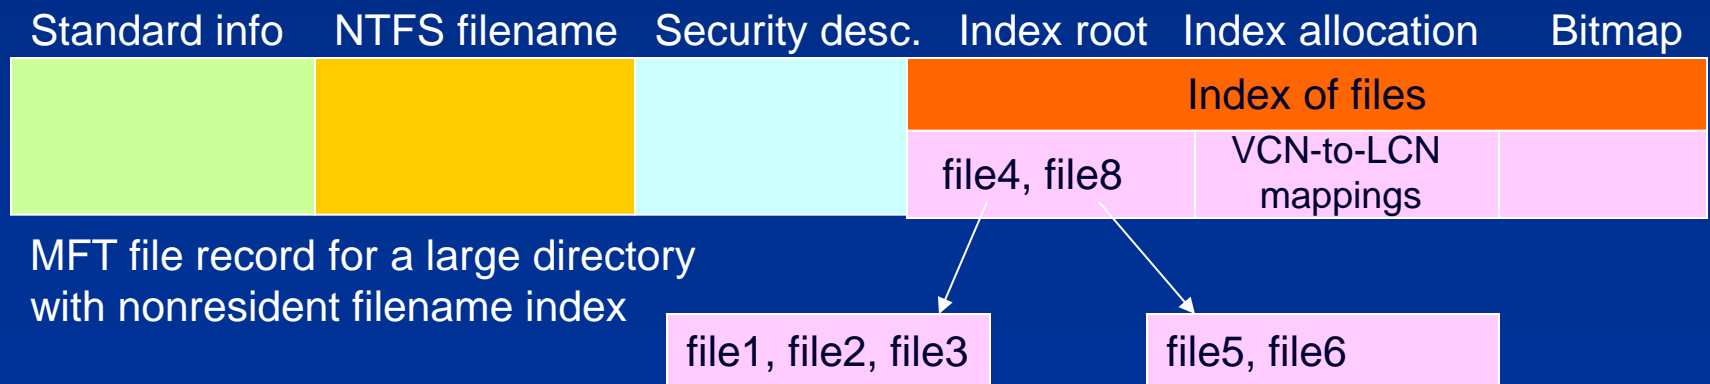 Standard info NTFS filename Security desc. Index root Index allocation Bitmap
Index of files
file4, file8
VCN-to-LCN
mappings
MFT file record for a large directory
with nonresident filename index
file1, file2, file3
file5, file6